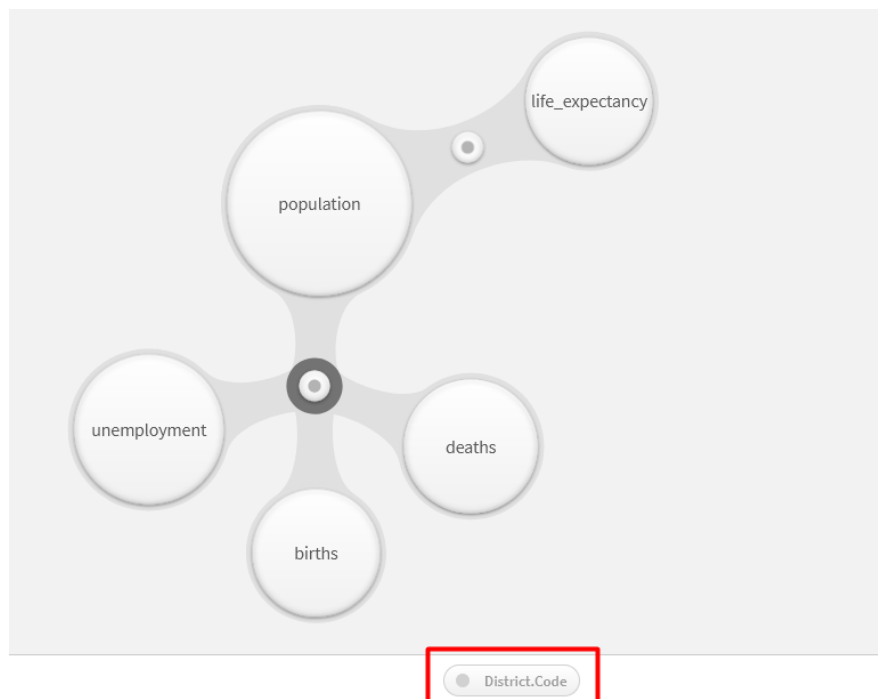 life_expectancy
population
unemployment
deaths
births
District.Code